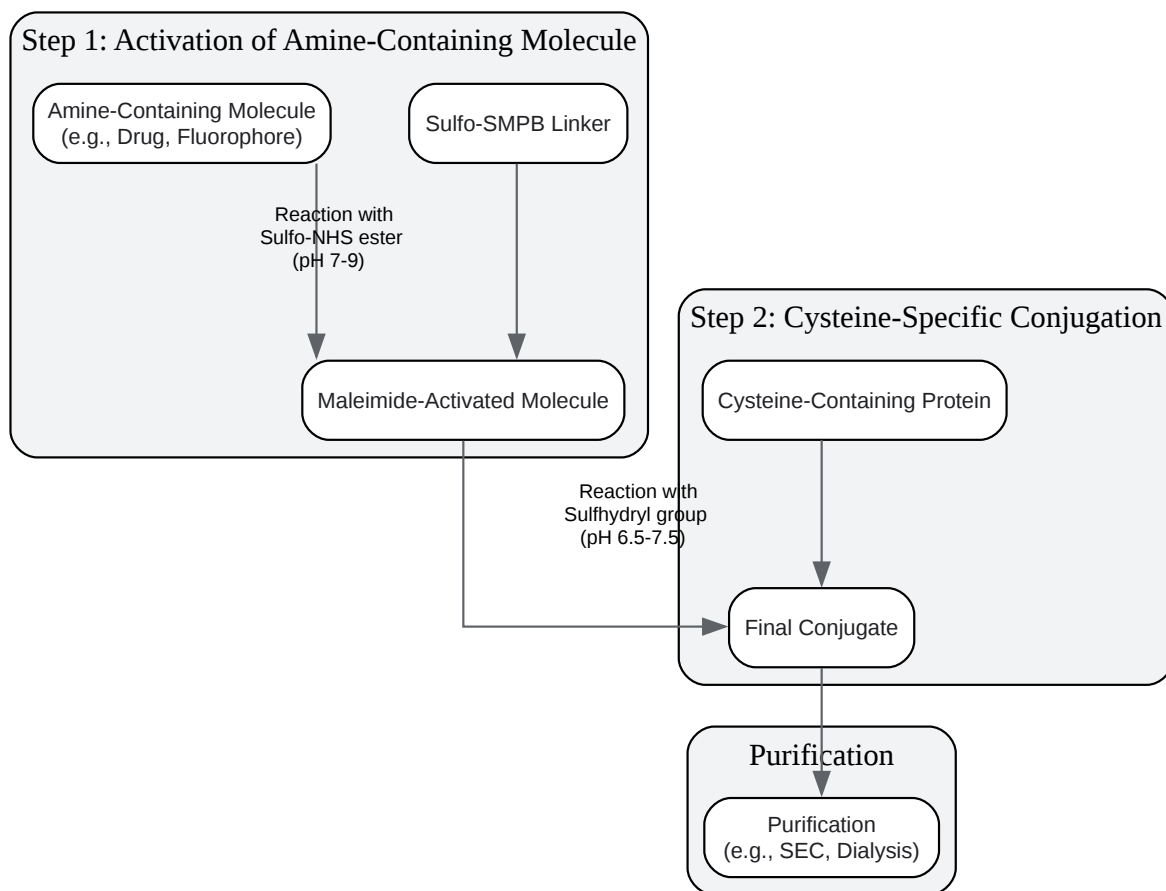 Step 1: Activation of Amine-Containing Molecule
Amine-Containing Molecule
(e.g., Drug, Fluorophore)
Sulfo-SMPB Linker
Reaction with
Sulfo-NHS ester
(pH 7-9)
Maleimide-Activated Molecule
Step 2: Cysteine-Specific Conjugation
Cysteine-Containing Protein
Reaction with
Sulfhydryl group
(pH 6.5-7.5)
Final Conjugate
Purification
Purification
(e.g., SEC, Dialysis)